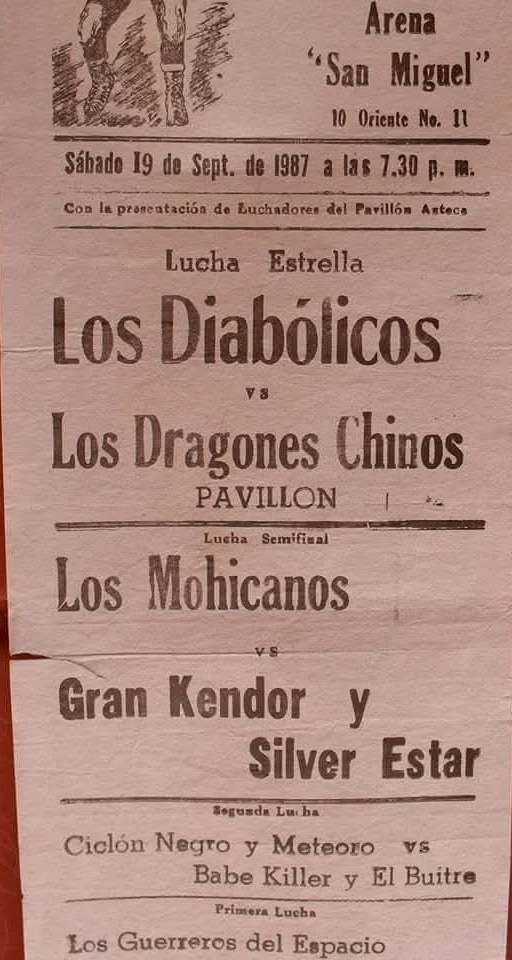 Arena
"San Miguel"
10 Oriente No. 11
Sábado 19 de Sept. de 1987 a las 7.30 p. m.
Con la presentación de Luchadores del Pavillón Azteca
Lucha Estrella
Los Diabólicos
vs
Los Dragones Chinos
PAVILLON
Lucha Semifinal
Los Mohicanos
vs
Gran Kendor y
Silver Estar
Segunda Lucha
Ciclón Negro y Meteoro vs
Babe Killer y El Buitre
Primera Lucha
Los Guerreros del Espacio